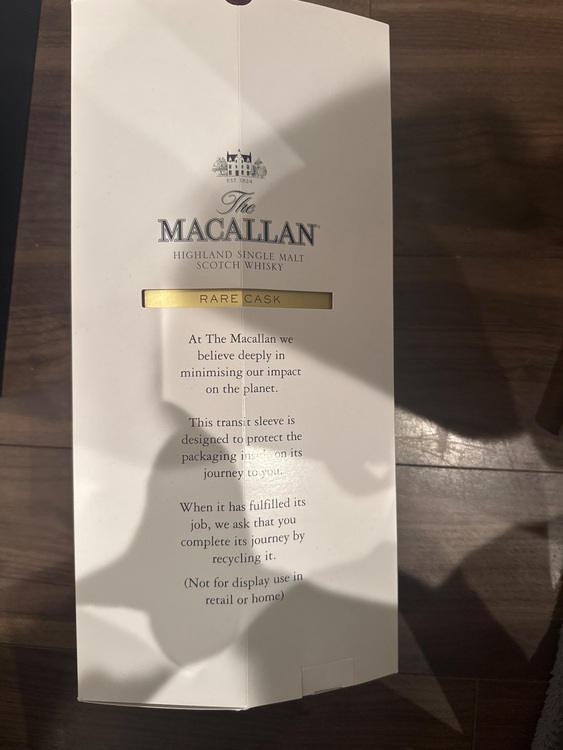 EST. 1824
The
MACALLAN
HIGHLAND SINGLE MALT
SCOTCH WHISKY
RARE CASK
At The Macallan we
believe deeply in
minimising our impact
on the planet.
This transit sleeve is
designed to protect the
packaging inside on its
journey to you.
When it has fulfilled its
job, we ask that you
complete its journey by
recycling it.
(Not for display use in
retail or home)